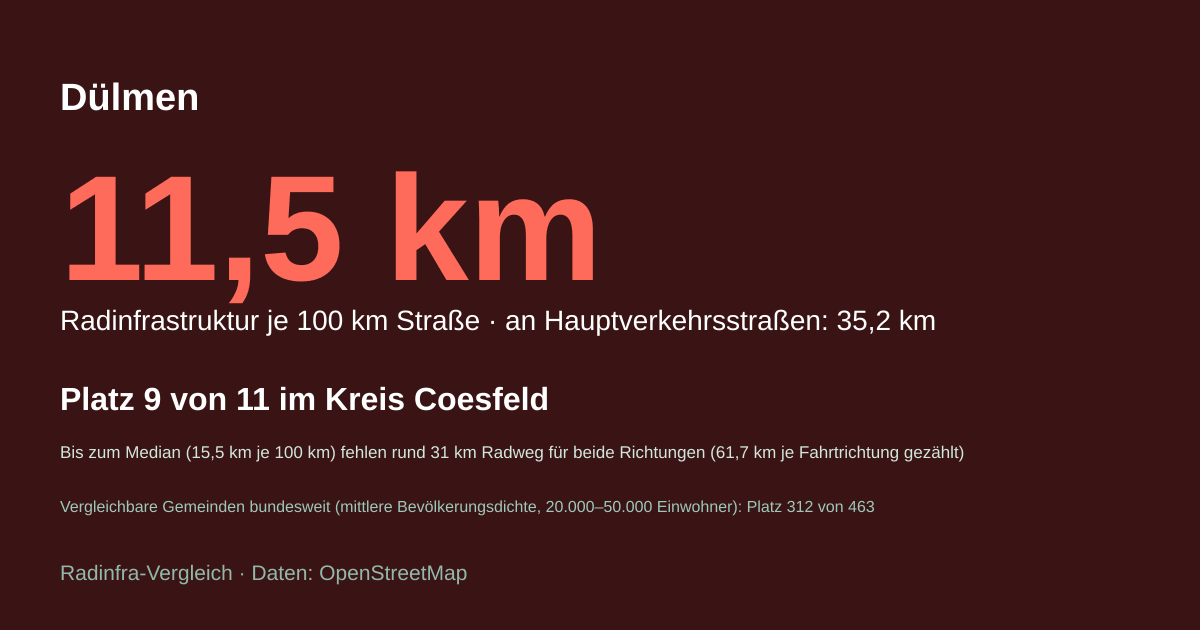 Dülmen
11,5 km
Radinfrastruktur je 100 km Straße · an Hauptverkehrsstraßen: 35,2 km
Platz 9 von 11 im Kreis Coesfeld
Bis zum Median (15,5 km je 100 km) fehlen rund 31 km Radweg für beide Richtungen (61,7 km je Fahrtrichtung gezählt)
Vergleichbare Gemeinden bundesweit (mittlere Bevölkerungsdichte, 20.000–50.000 Einwohner): Platz 312 von 463
Radinfra-Vergleich · Daten: OpenStreetMap